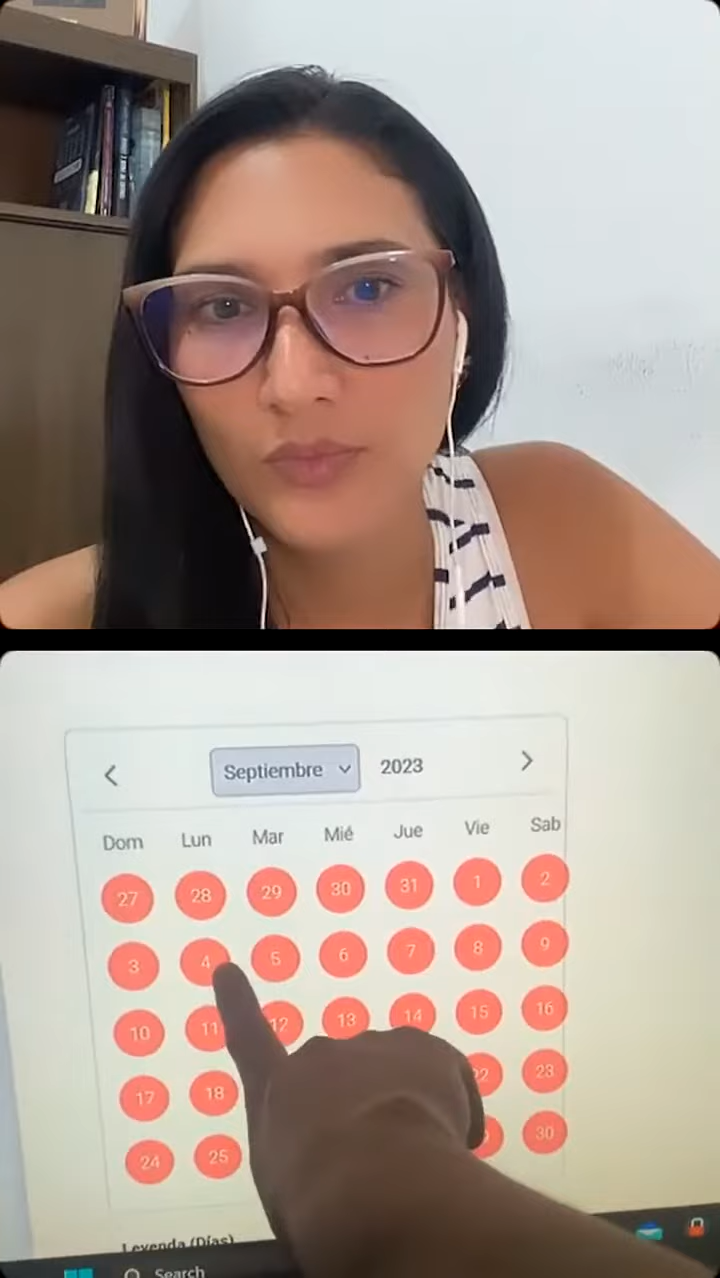 Septiembre 2023
Dom Lun Mar Mié Jue Vie Sab
27 28 29 30 31 1 2
3 4 5 6 7 8 9
10 11 12 13 14 15 16
17 18 22 23
24 25 30
Leyenda (Días)
Search